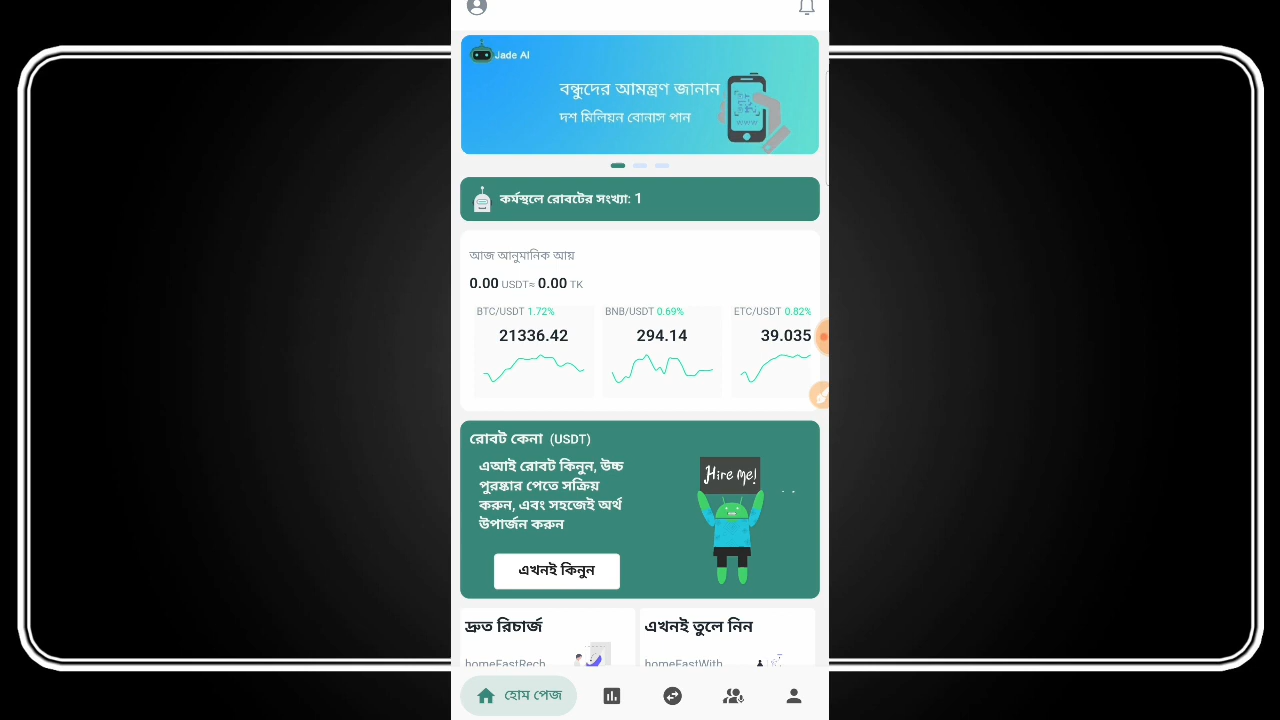 Jade AI
বন্ধুদের আমন্ত্রণ জানান
দশ মিলিয়ন বোনাস পান
কর্মস্থলে রোবটের সংখ্যা: 1
আজ আনুমানিক আয়
0.00 USDT≈ 0.00 TK
BTC/USDT 1.72% BNB/USDT 0.69% ETC/USDT 0.82%
21336.42 294.14 39.035
রোবট কেনা (USDT)
এআই রোবট কিনুন, উচ্চ
পুরষ্কার পেতে সক্রিয়
করুন, এবং সহজেই অর্থ
উপার্জন করুন
Hire me!
এখনই কিনুন
দ্রুত রিচার্জ এখনই তুলে নিন
homeFastRech homeFastWith
হোম পেজ